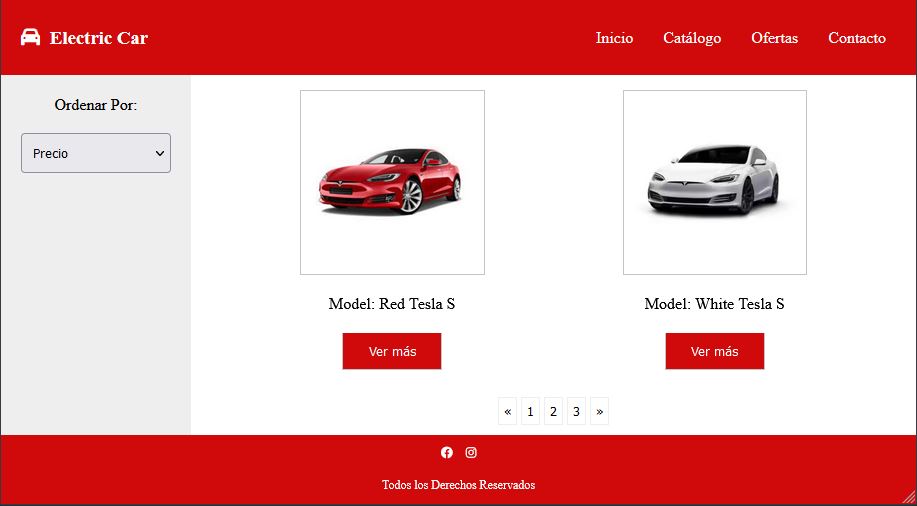 Electric Car
Inicio Catálogo Ofertas Contacto
Ordenar Por:
Precio
Model: Red Tesla S
Ver más
Model: White Tesla S
Ver más
« 1 2 3 »
Todos los Derechos Reservados